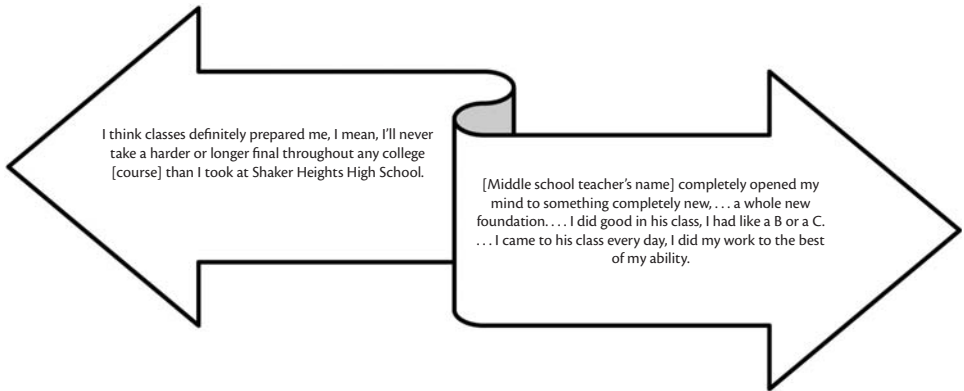 I think classes definitely prepared me, I mean, I'll never
take a harder or longer final throughout any college
[course] than I took at Shaker Heights High School.
[Middle school teacher's name] completely opened my
mind to something completely new, . . . a whole new
foundation. . . . I did good in his class, I had like a B or a C.
. . . I came to his class every day, I did my work to the best
of my ability.